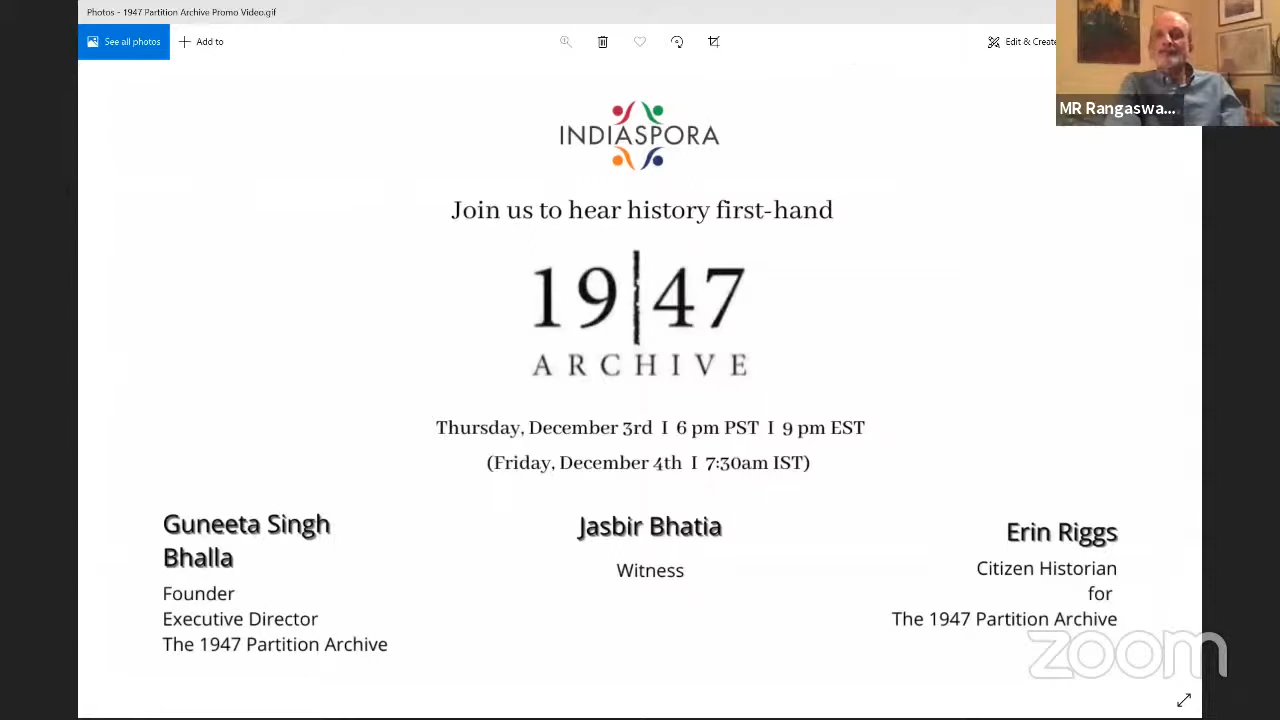 Photos - 1947 Partition Archive Promo Video.gif
See all photos
Add to
Edit & Create
MR Rangaswa...
INDIASPORA
Join us to hear history first-hand
19 47
ARCHIVE
Thursday, December 3rd I 6 pm PST I 9 pm EST
(Friday, December 4th I 7:30am IST)
Guneeta Singh
Bhalla
Founder
Executive Director
The 1947 Partition Archive
Jasbir Bhatia
Witness
Erin Riggs
Citizen Historian
for
The 1947 Partition Archive
zoom